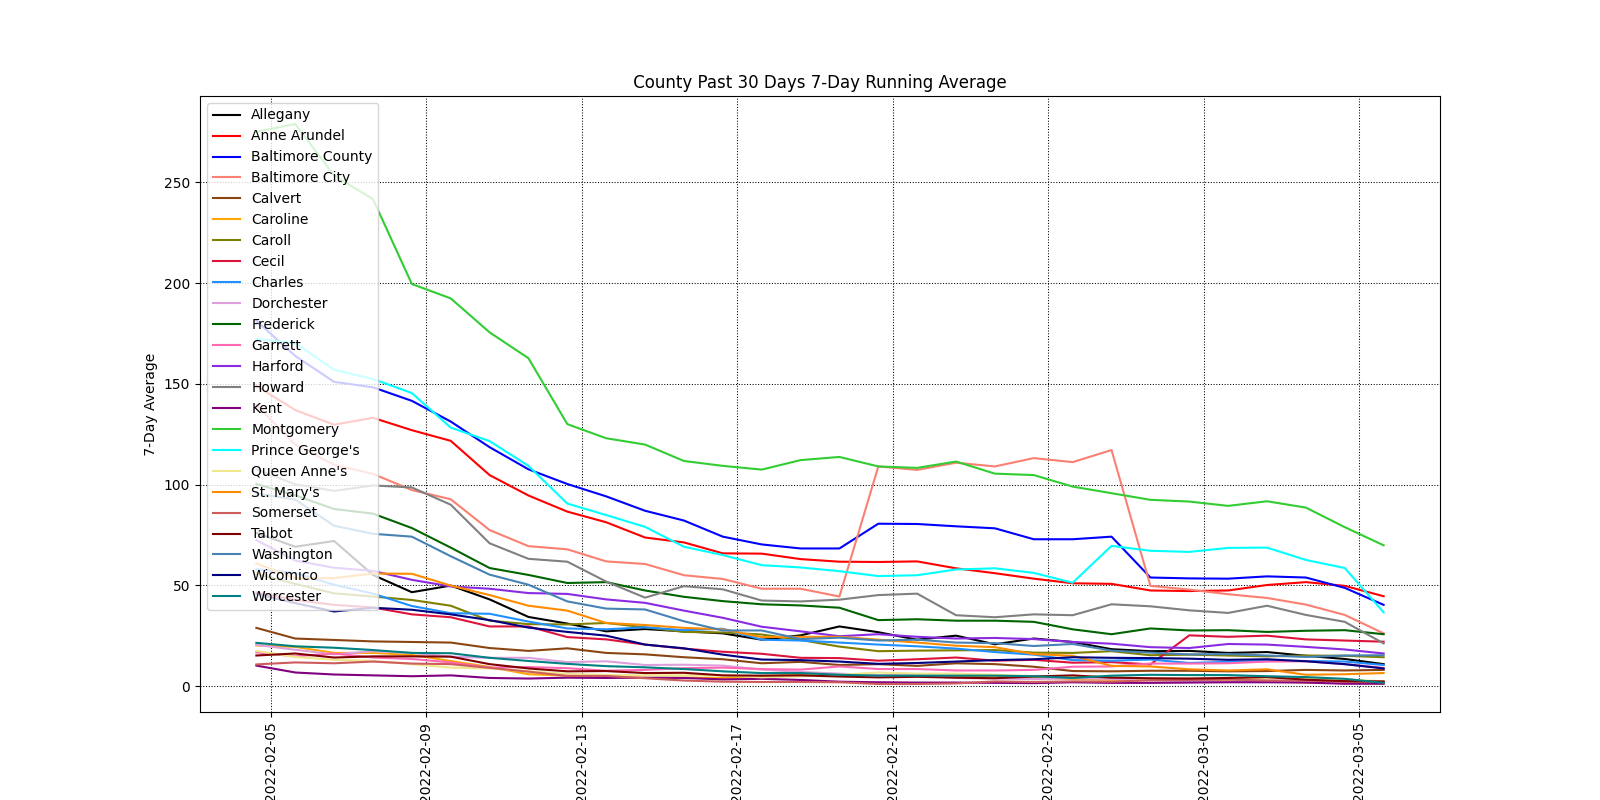 County Past 30 Days 7-Day Running Average
7-Day Average
250
200
150
100
50
0
Allegany
Anne Arundel
Baltimore County
Baltimore City
Calvert
Caroline
Caroll
Cecil
Charles
Dorchester
Frederick
Garrett
Harford
Howard
Kent
Montgomery
Prince George's
Queen Anne's
St. Mary's
Somerset
Talbot
Washington
Wicomico
Worcester
2022-02-05
2022-02-09
2022-02-13
2022-02-17
2022-02-21
2022-02-25
2022-03-01
2022-03-05